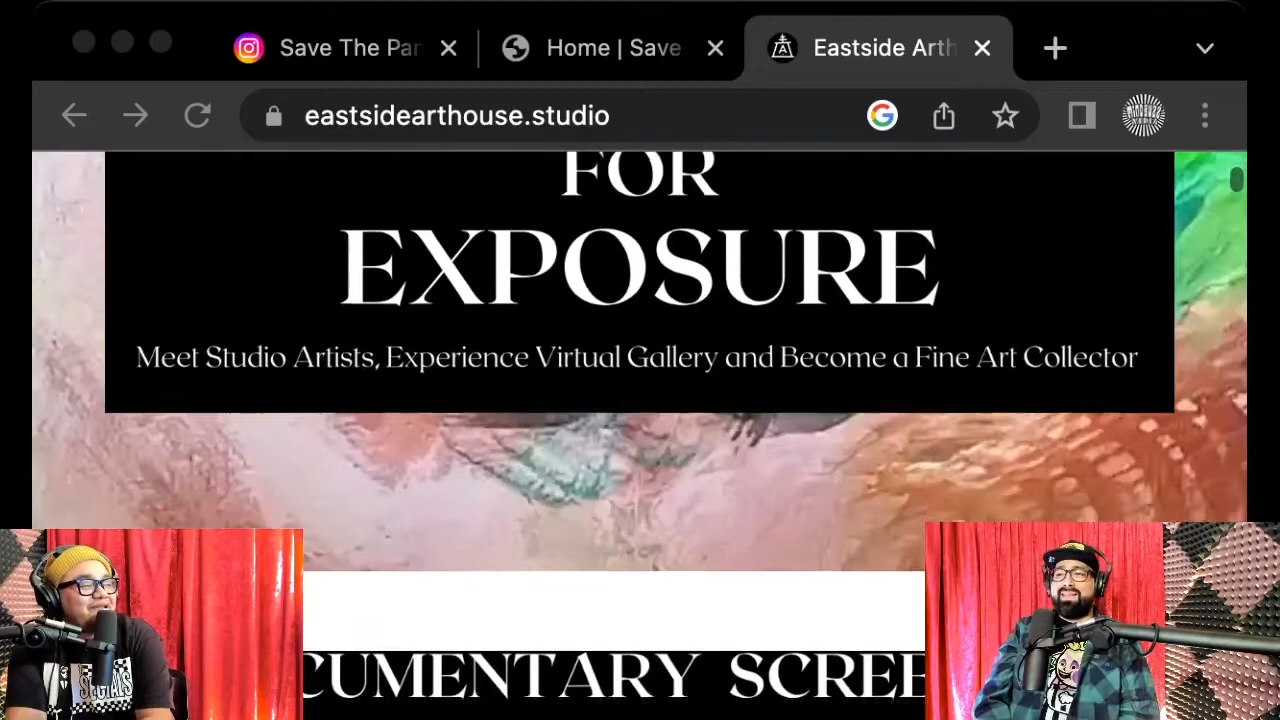 Save The Par
Home | Save
Eastside Arth
eastsidearthouse.studio
FOR
EXPOSURE
Meet Studio Artists, Experience Virtual Gallery and Become a Fine Art Collector
CUMENTARY SCREE